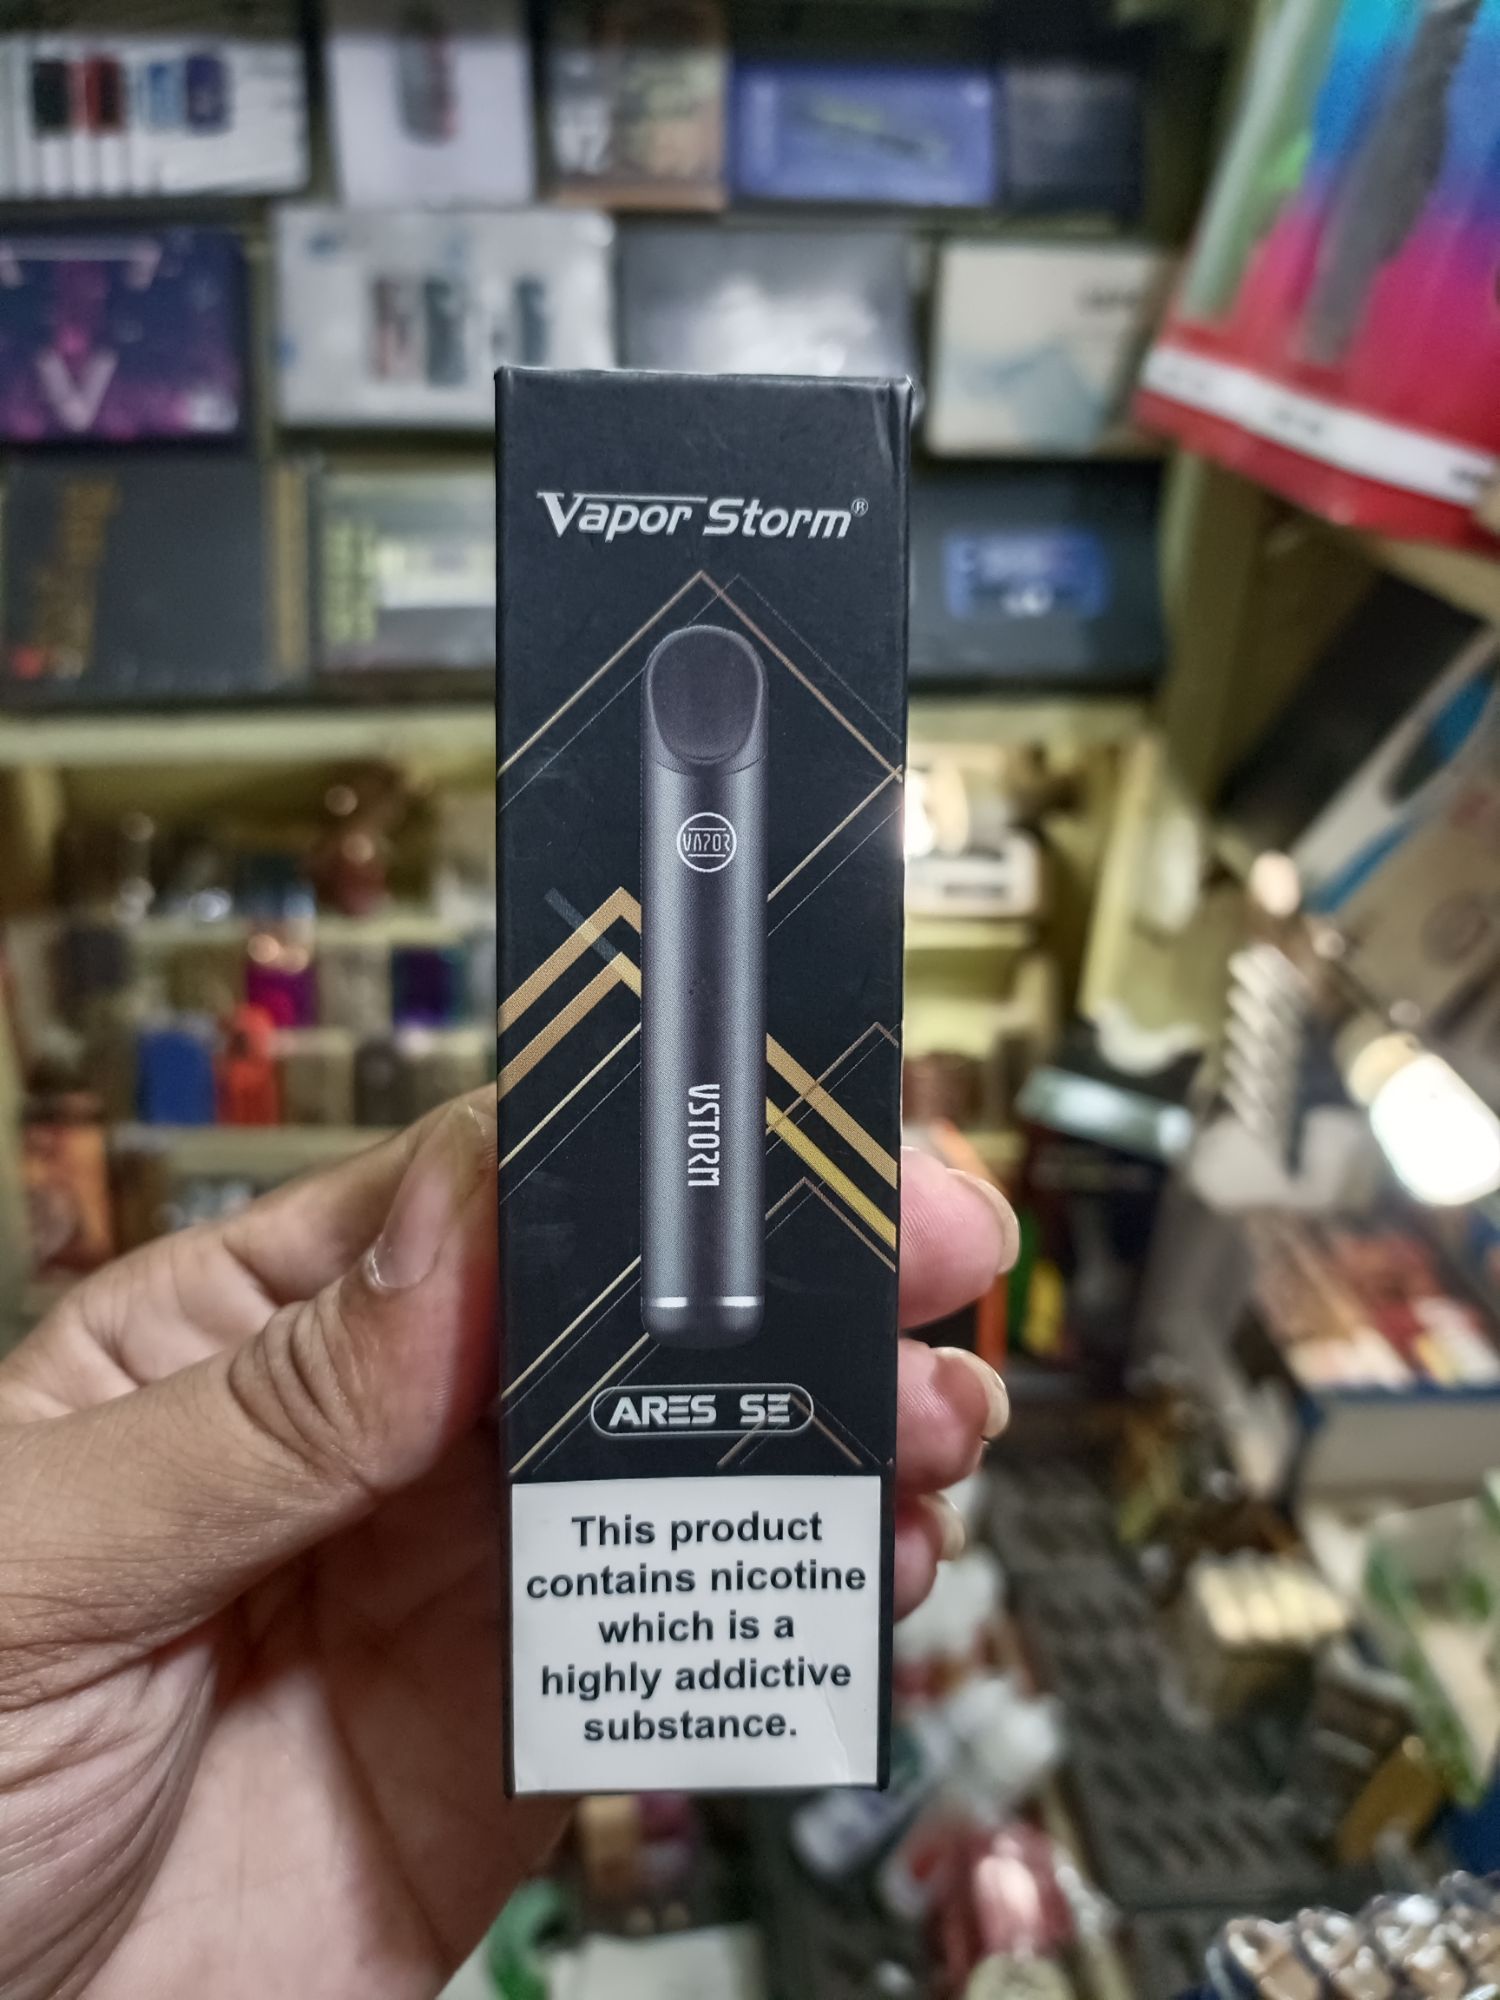 Vapor Storm®
VAPOR
VSTORM
ARES SE
This product
contains nicotine
which is a
highly addictive
substance.